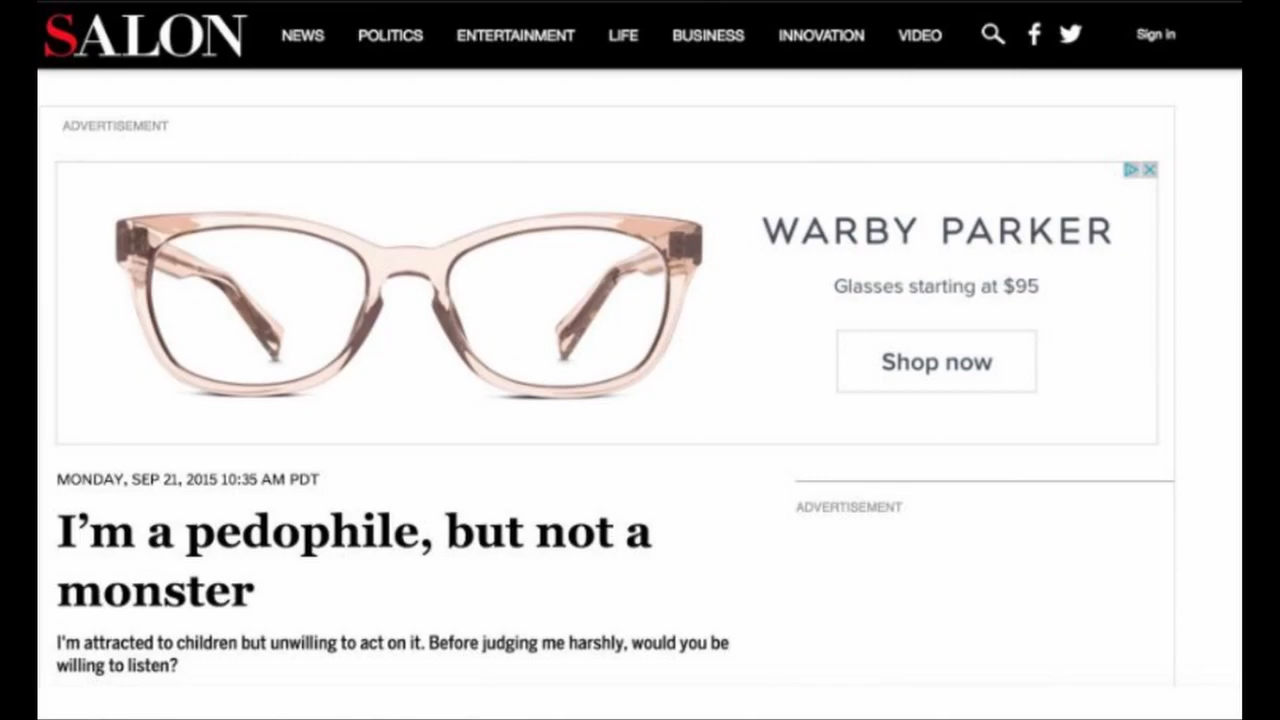 SALON NEWS POLITICS ENTERTAINMENT LIFE BUSINESS INNOVATION VIDEO Sign in
ADVERTISEMENT
WARBY PARKER
Glasses starting at $95
Shop now
MONDAY, SEP 21, 2015 10:35 AM PDT
I'm a pedophile, but not a
monster
I'm attracted to children but unwilling to act on it. Before judging me harshly, would you be
willing to listen?
ADVERTISEMENT